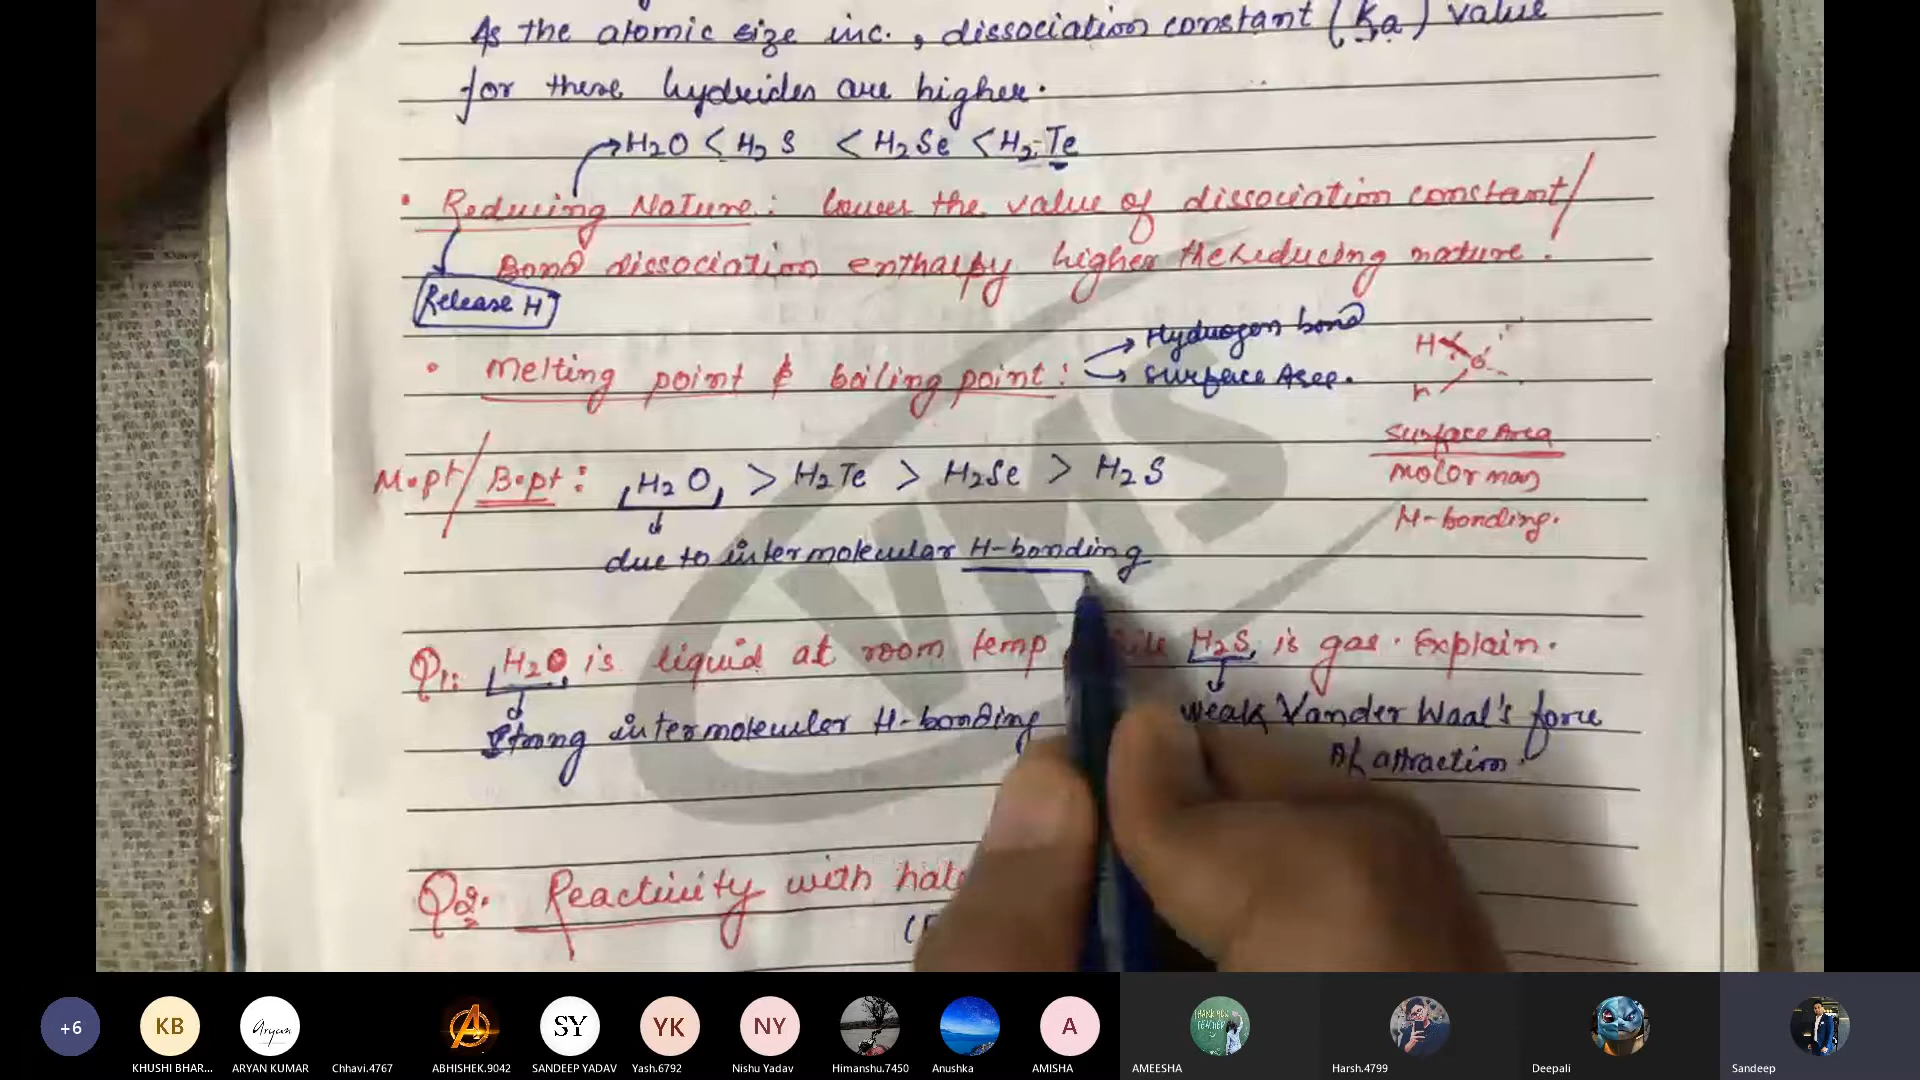 As the atomic size inc., dissociation constant (Ka) value
for these hydrides are higher.
H2O < H2S < H2Se < H2Te
• Reducing Nature: lower the value of dissociation constant/
Bond dissociation enthalpy higher the reducing nature.
Release H
• Melting point & boiling point: → Hydrogen bond
→ Surface Area.
H
O
H
Surface Area
Molar mass
H-bonding.
M.pt/B.pt: H2O > H2Te > H2Se > H2S
due to intermolecular H-bonding
Q1: H2O is liquid at room temp H2S is gas. Explain.
Strong intermolecular H-bonding weak Vander Waal's force
of attraction.
Q2. Reactivity with
VMS
+6
KB
Aryan
SY
YK
NY
A
THANK YOU TEACHER
KHUSHI BHAR...
ARYAN KUMAR
Chhavi.4767
ABHISHEK.9042
SANDEEP YADAV
Yash.6792
Nishu Yadav
Himanshu.7450
Anushka
AMISHA
AMEESHA
Harsh.4799
Deepali
Sandeep